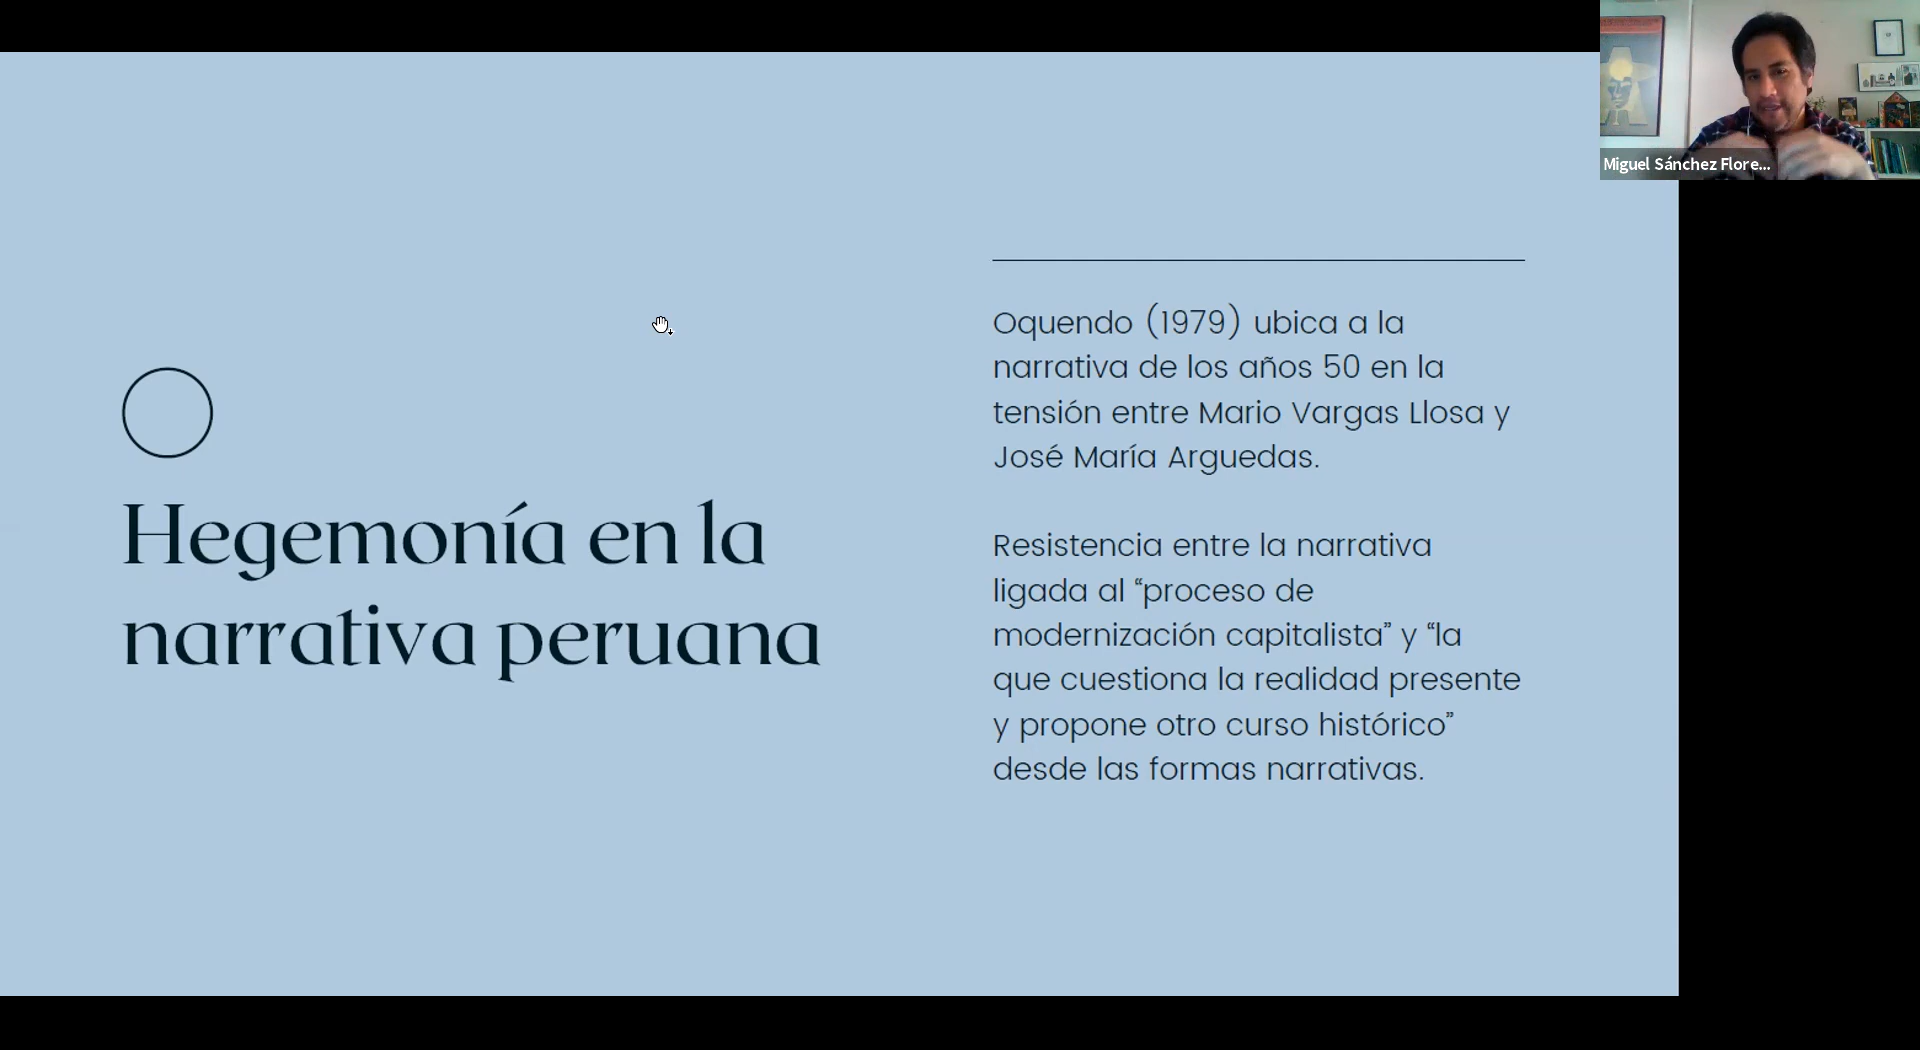 Miguel Sánchez Flore...
Hegemonía en la
narrativa peruana
Oquendo (1979) ubica a la
narrativa de los años 50 en la
tensión entre Mario Vargas Llosa y
José María Arguedas.
Resistencia entre la narrativa
ligada al “proceso de
modernización capitalista” y “la
que cuestiona la realidad presente
y propone otro curso histórico”
desde las formas narrativas.